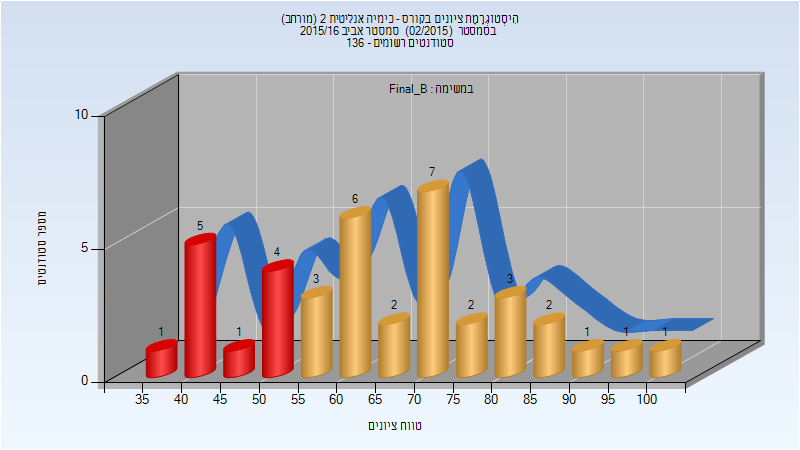 היסטוגרמת ציונים בקורס - כימיה אנליטית 2 (מורחב)
בסמסטר (02/2015) סמסטר אביב 2015/16
סטודנטים רשומים - 136
במשימה : Final_B
מספר סטודנטים
10
5
0
1
5
1
4
3
6
2
7
2
3
2
1
1
1
35 40 45 50 55 60 65 70 75 80 85 90 95 100
טווח ציונים